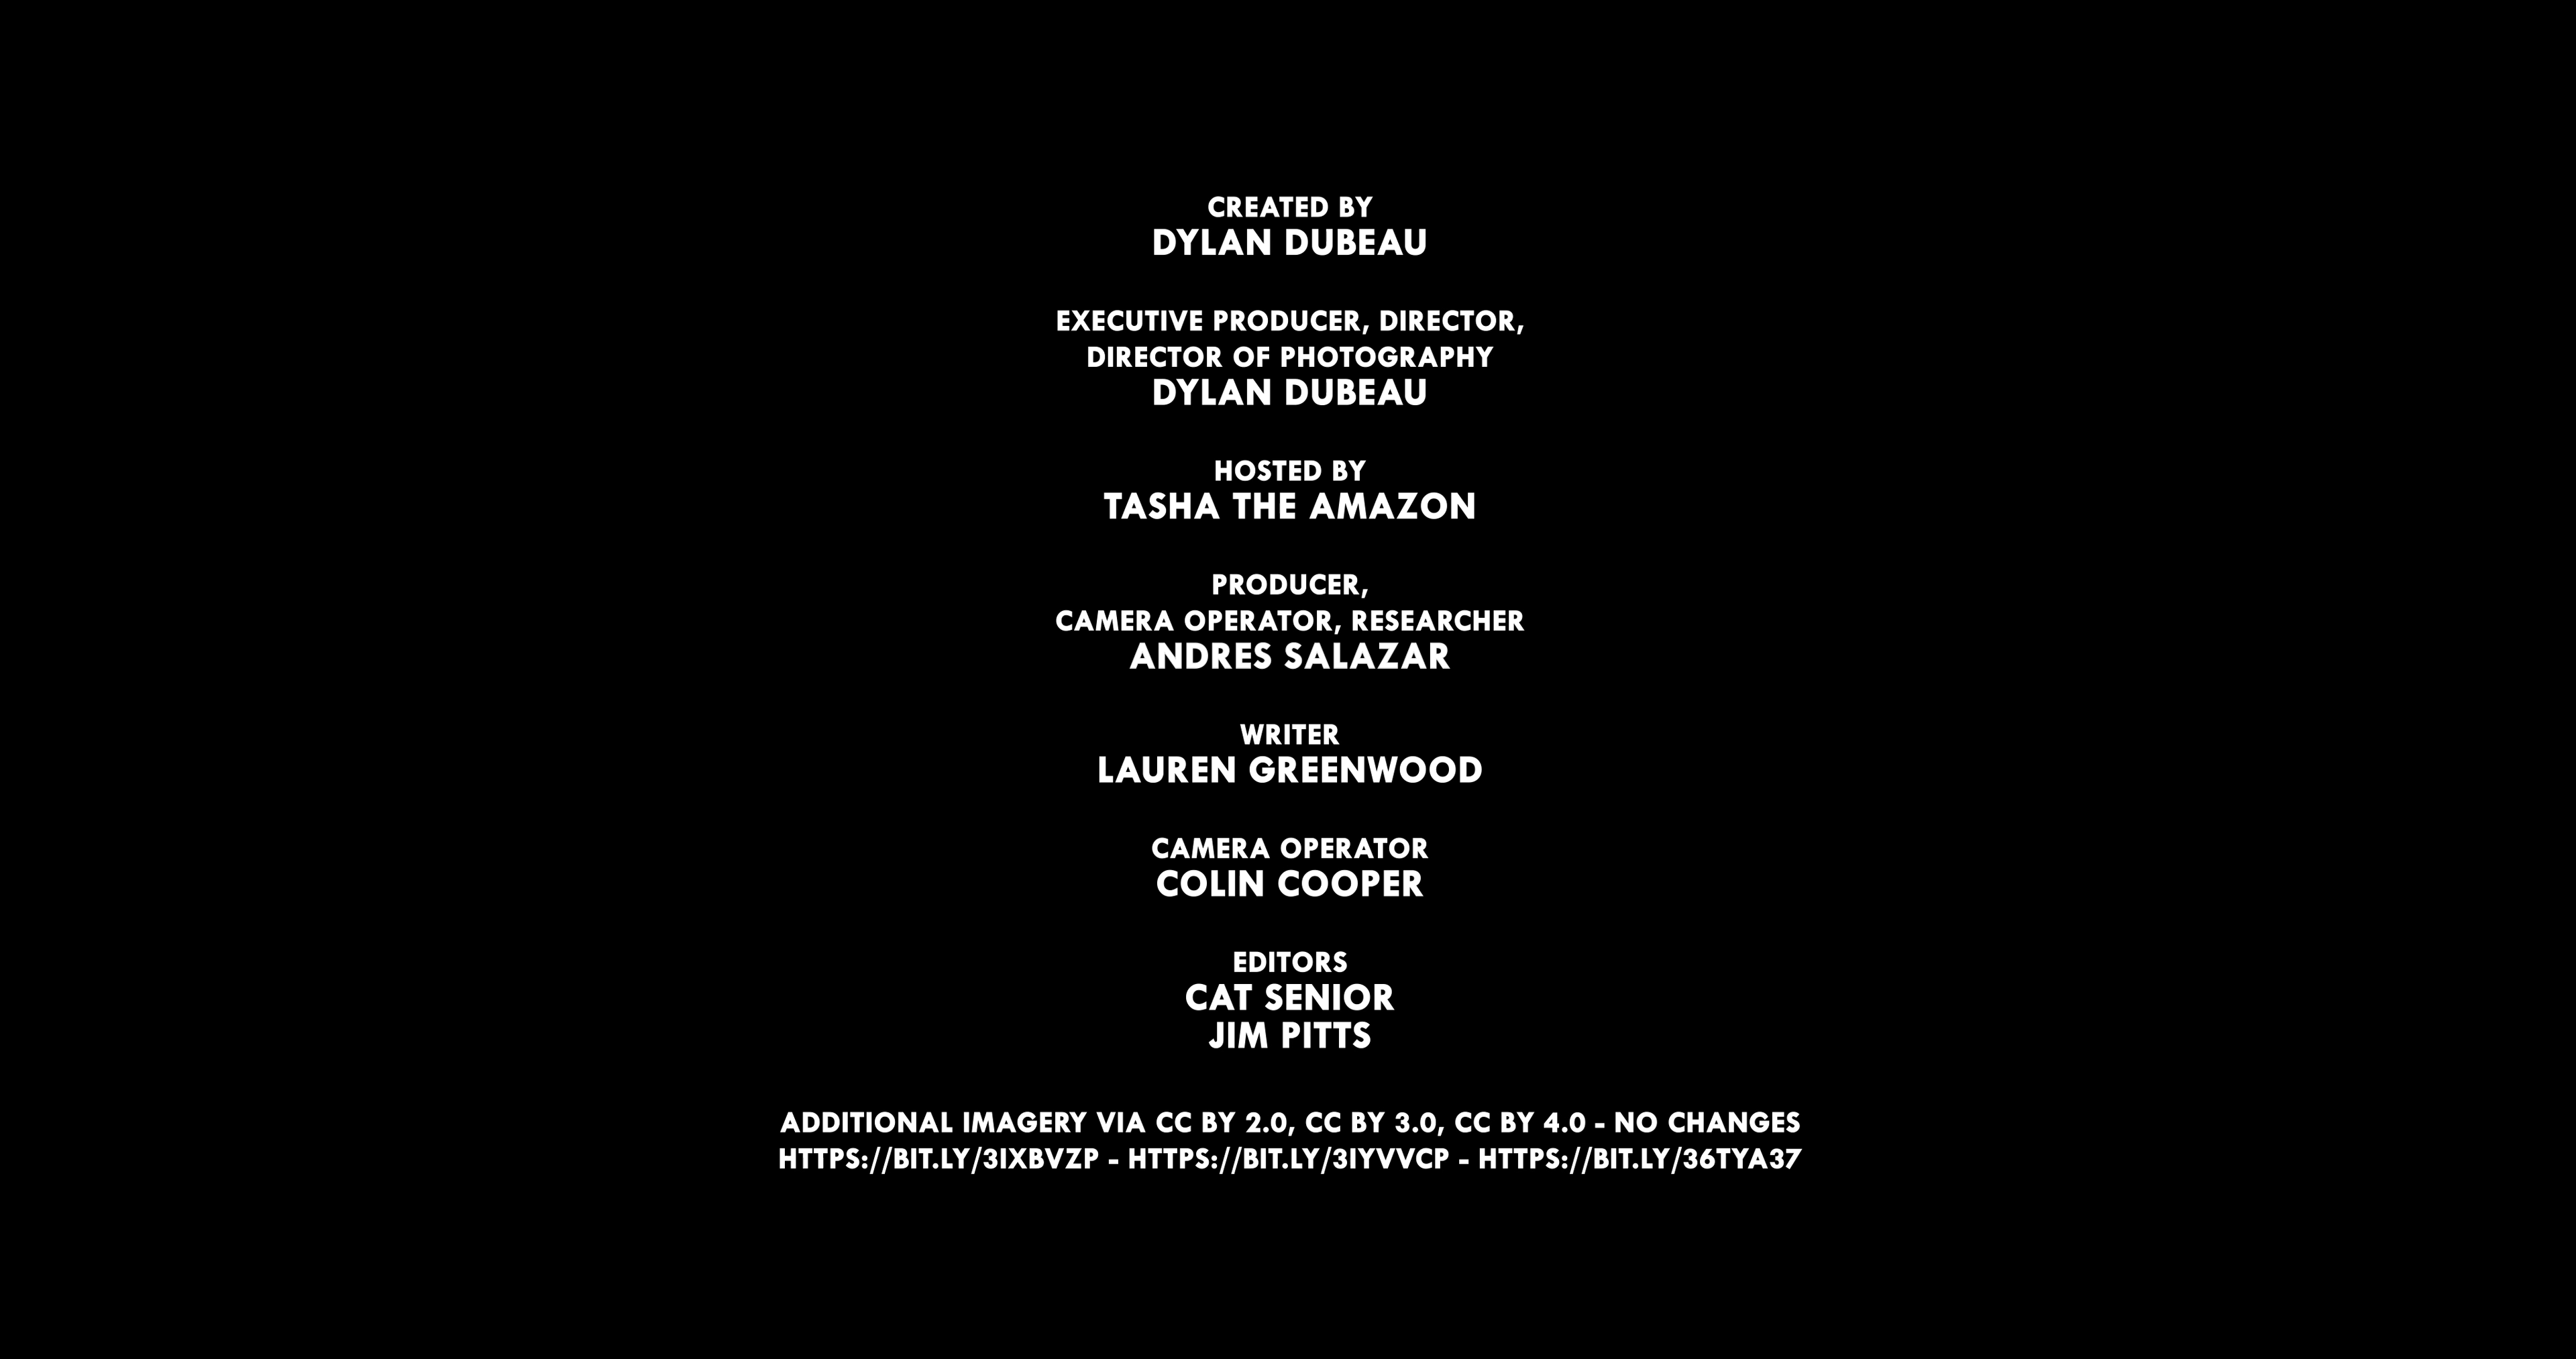 CREATED BY
DYLAN DUBEAU
EXECUTIVE PRODUCER, DIRECTOR,
DIRECTOR OF PHOTOGRAPHY
DYLAN DUBEAU
HOSTED BY
TASHA THE AMAZON
PRODUCER,
CAMERA OPERATOR, RESEARCHER
ANDRES SALAZAR
WRITER
LAUREN GREENWOOD
CAMERA OPERATOR
COLIN COOPER
EDITORS
CAT SENIOR
JIM PITTS
ADDITIONAL IMAGERY VIA CC BY 2.0, CC BY 3.0, CC BY 4.0 - NO CHANGES
HTTPS://BIT.LY/3IXBVZP - HTTPS://BIT.LY/3IYVVCP - HTTPS://BIT.LY/36TYA37